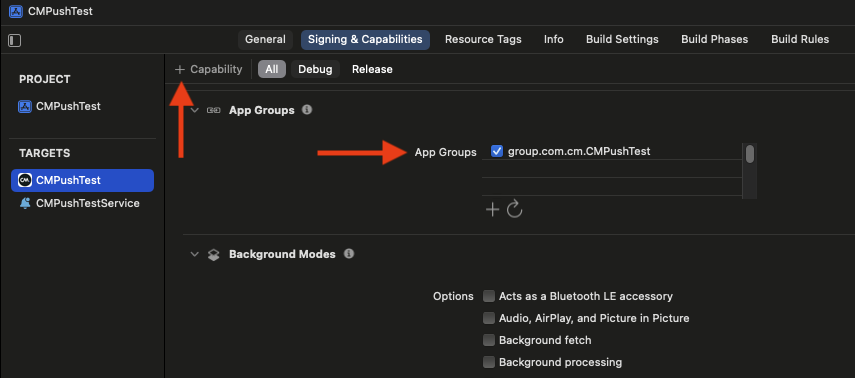 CMPushTest
General Signing & Capabilities Resource Tags Info Build Settings Build Phases Build Rules
+ Capability All Debug Release
PROJECT
CMPushTest
TARGETS
CMPushTest
CMPushTestService
App Groups
App Groups group.com.cm.CMPushTest
Background Modes
Options Acts as a Bluetooth LE accessory
Audio, AirPlay, and Picture in Picture
Background fetch
Background processing